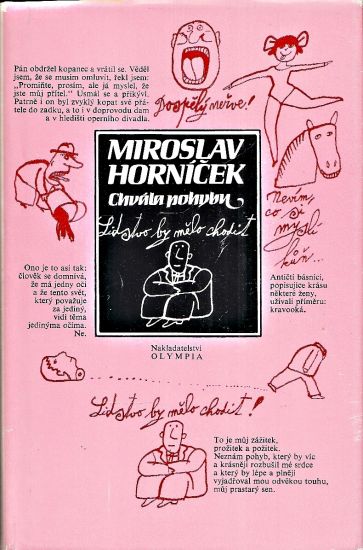 Pán obdržel kopanec a vrátil se. Věděl
jsem, že se musím omluvit, řekl jsem:
„Promiňte, prosím, ale já myslel, že
jste můj přítel.“ Usmál se a přikývl.
Patrně i on byl zvyklý kopat své přá-
tele do zadku, a to i v doprovodu dam
a v hledišti operního divadla.
Dospělý neřve!
MIROSLAV
HORNÍČEK
Chvála pohybu
Lidstvo by mělo chodit
Nevím,
co si
myslí
kůň...
Ono je to asi tak:
člověk se domnívá,
že má jedny oči
a že tento svět,
který považuje
za jediný,
vidí těma
jedinýma očima.
Ne.
Antičtí básníci,
popisujíce krásu
některé ženy,
užívali příměru:
kravooká.
Nakladatelství
OLYMPIA
Lidstvo by mělo chodit!
To je můj zážitek,
prožitek a požitek.
Neznám pohyb, který by víc
a krásněji rozbušil mé srdce
a který by lépe a plněji
vyjadřoval mou odvěkou touhu,
můj prastarý sen.